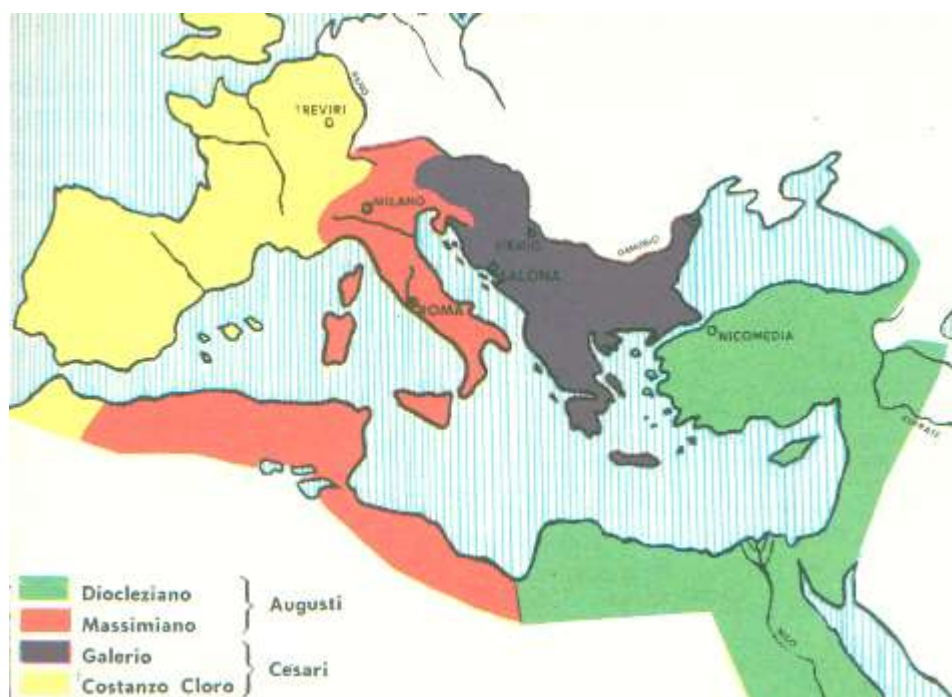 RENO
TREVIRI
MILANO
SIRMIO
DANUBIO
SALONA
ROMA
NICOMEDIA
EUFRATE
NILO
Diocleziano
Massimiano
Augusti
Galerio
Costanzo Cloro
Cesari